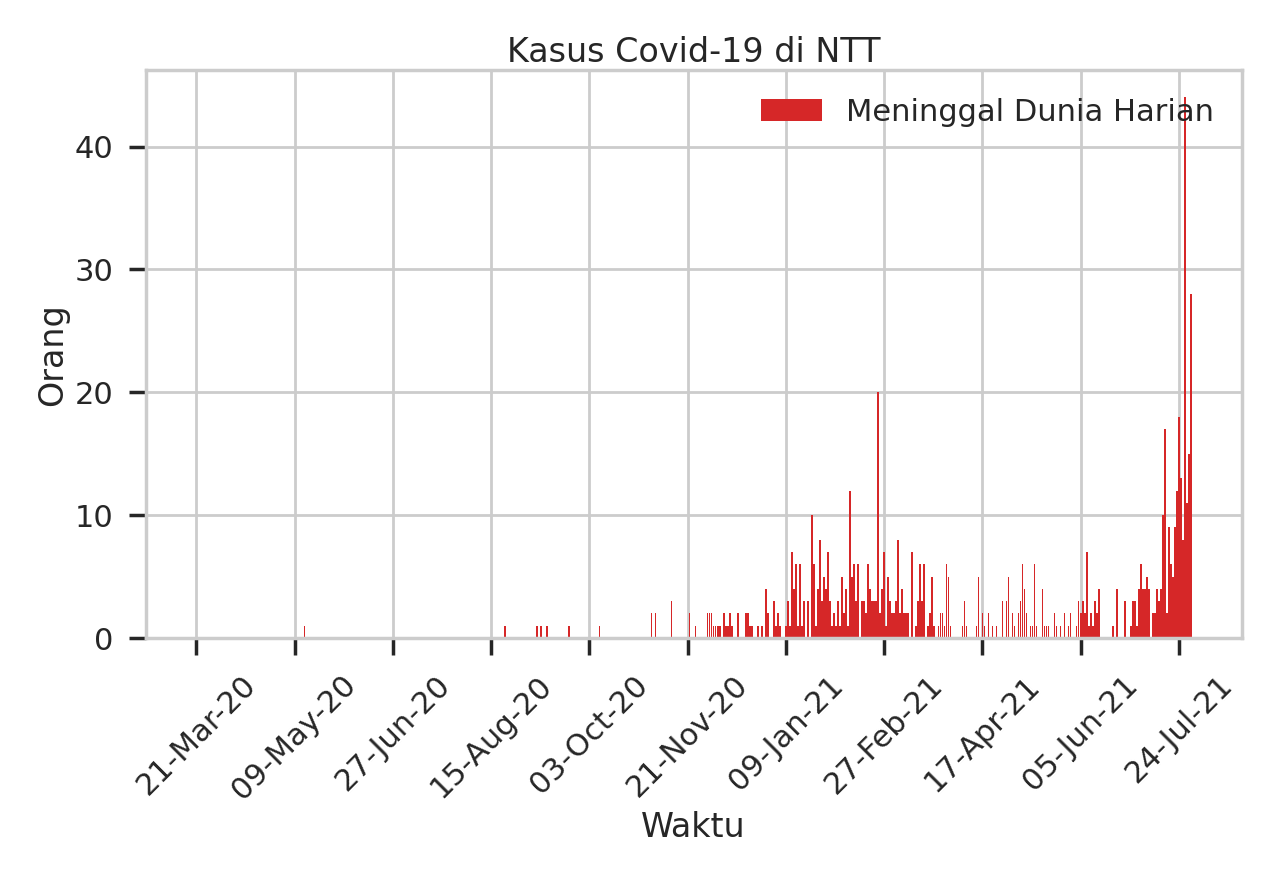 Kasus Covid-19 di NTT
Meninggal Dunia Harian
Orang
40
30
20
10
0
21-Mar-20
09-May-20
27-Jun-20
15-Aug-20
03-Oct-20
21-Nov-20
09-Jan-21
27-Feb-21
17-Apr-21
05-Jun-21
24-Jul-21
Waktu